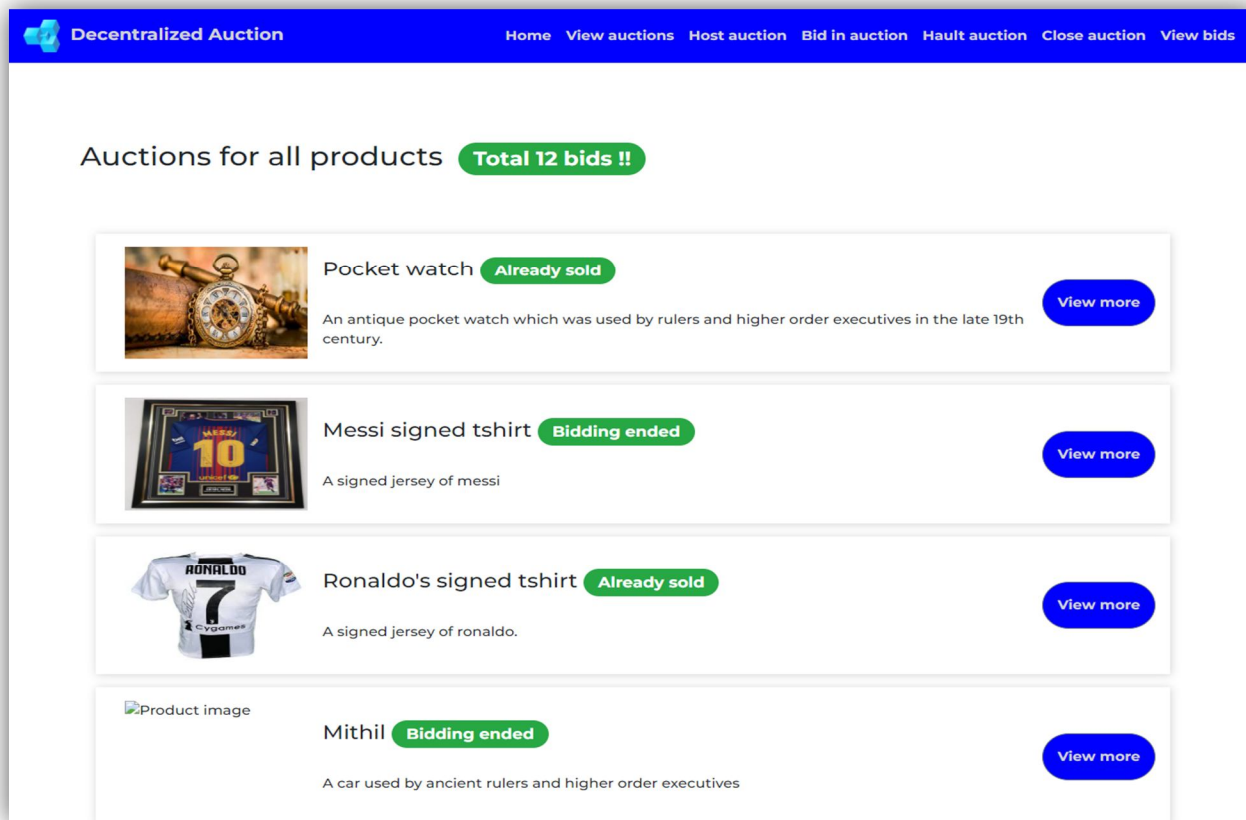 Decentralized Auction
Home View auctions Host auction Bid in auction Hault auction Close auction View bids
Auctions for all products Total 12 bids !!
Pocket watch Already sold
An antique pocket watch which was used by rulers and higher order executives in the late 19th
century.
View more
MESSI
10
unicef
Messi signed tshirt Bidding ended
A signed jersey of messi
View more
RONALDO
7
Cygames
Ronaldo's signed tshirt Already sold
A signed jersey of ronaldo.
View more
Product image
Mithil Bidding ended
A car used by ancient rulers and higher order executives
View more